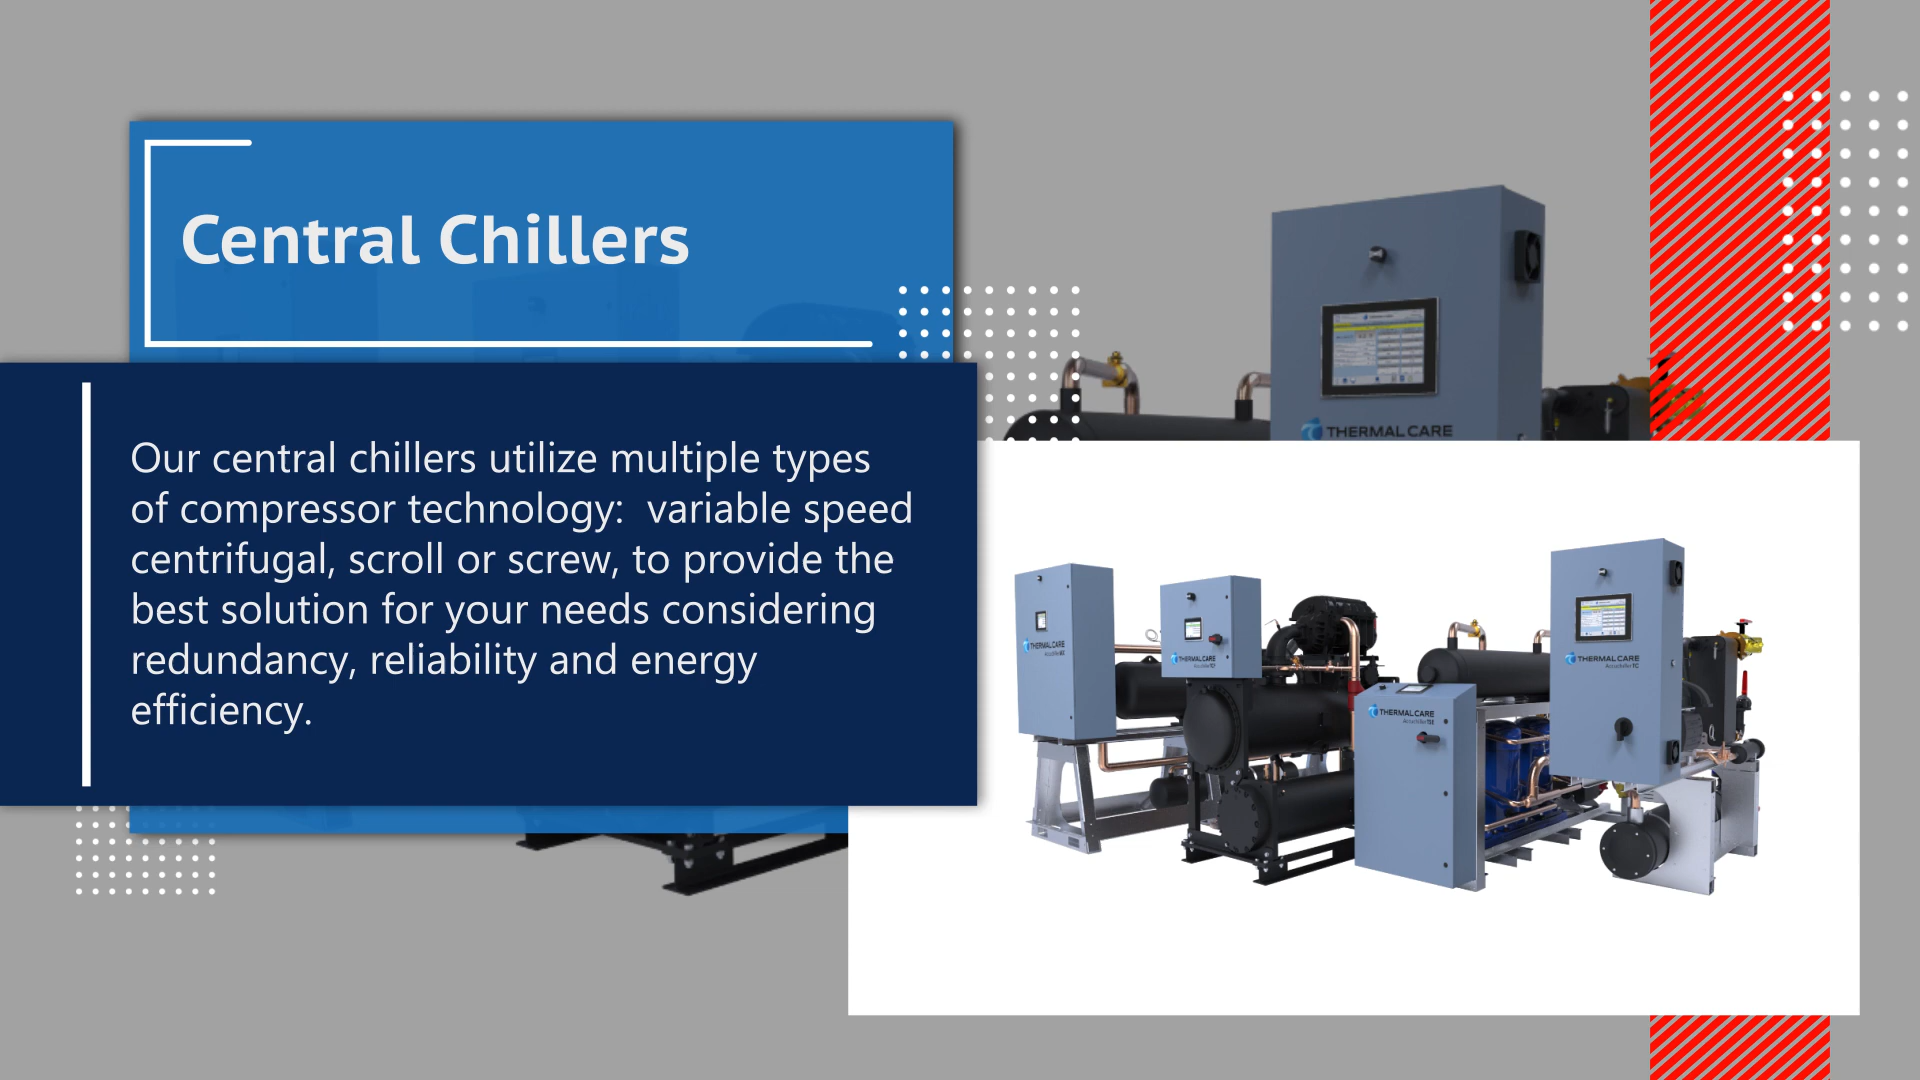 Central Chillers
Our central chillers utilize multiple types
of compressor technology:  variable speed
centrifugal, scroll or screw, to provide the
best solution for your needs considering
redundancy, reliability and energy
efficiency.
THERMAL CARE
THERMAL CARE
THERMAL CARE
THERMAL CARE
THERMAL CARE